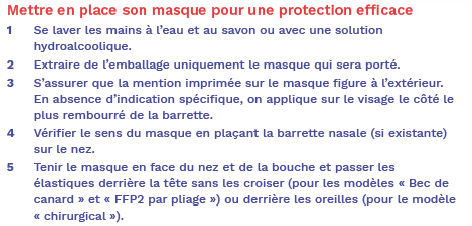 Mettre en place son masque pour une protection efficace
1 Se laver les mains à l’eau et au savon ou avec une solution
hydroalcoolique.
2 Extraire de l’emballage uniquement le masque qui sera porté.
3 S’assurer que la mention imprimée sur le masque figure à l’extérieur.
En absence d’indication spécifique, on applique sur le visage le côté le
plus rembourré de la barrette.
4 Vérifier le sens du masque en plaçant la barrette nasale (si existante)
sur le nez.
5 Tenir le masque en face du nez et de la bouche et passer les
élastiques derrière la tête sans les croiser (pour les modèles « Bec de
canard » et « FFP2 par pliage ») ou derrière les oreilles (pour le modèle
« chirurgical »).